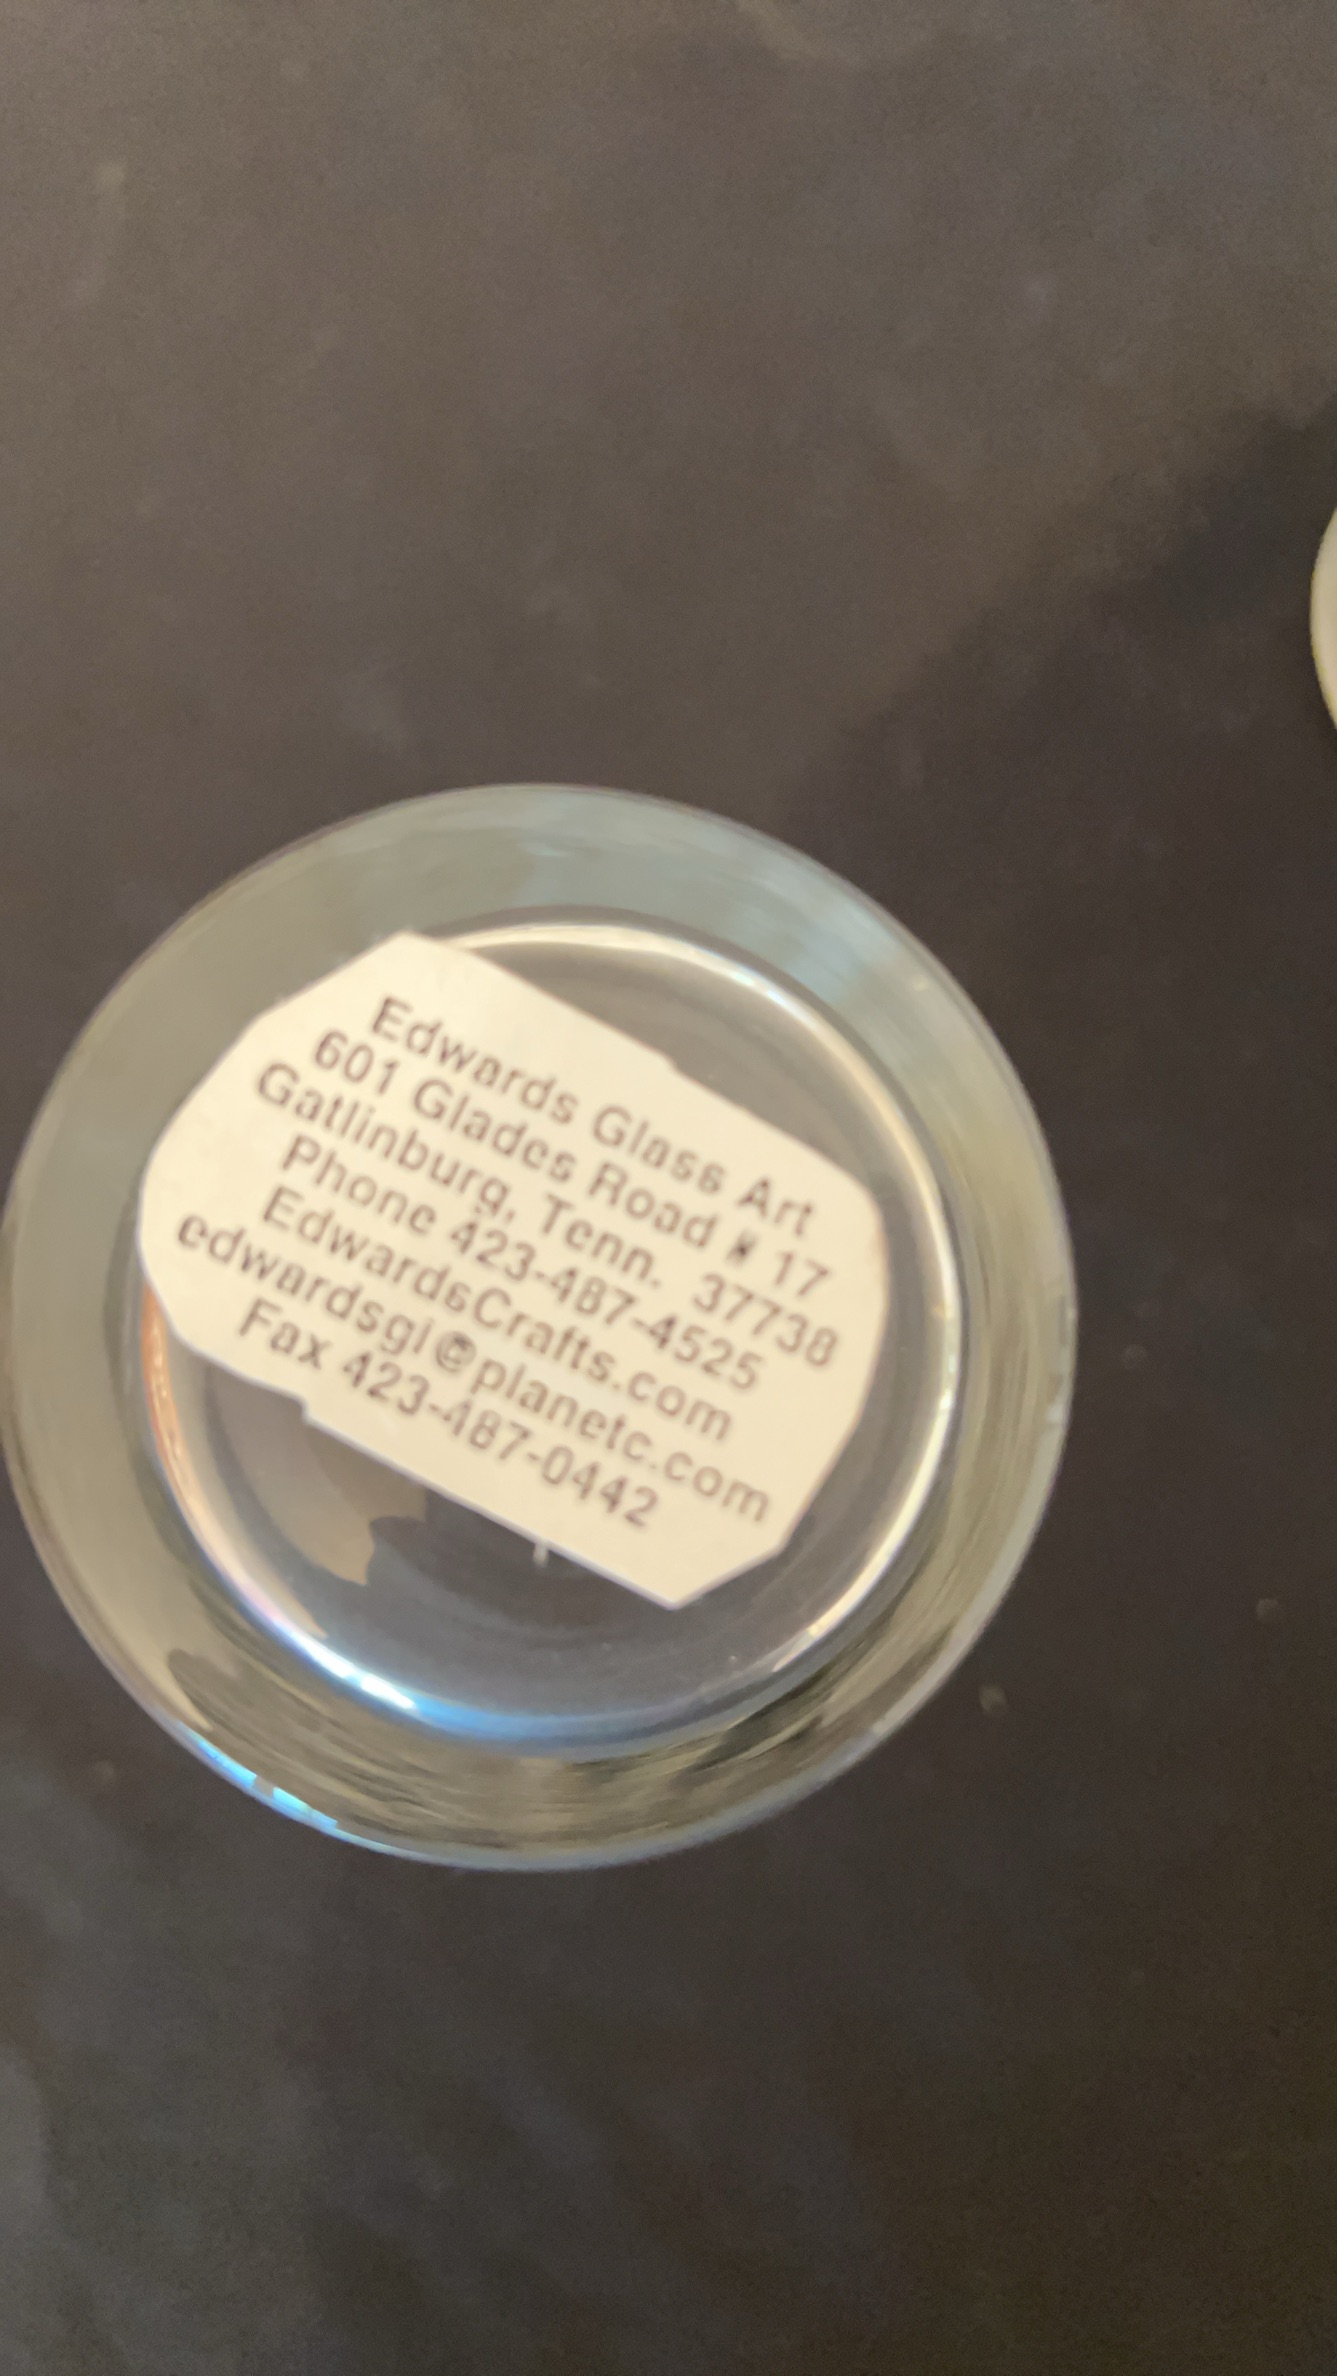 Edwards Glass Art
601 Glades Road # 17
Gatlinburg, Tenn. 37738
Phone 423-487-4525
EdwardsCrafts.com
edwardsgl@planetc.com
Fax 423-487-0442